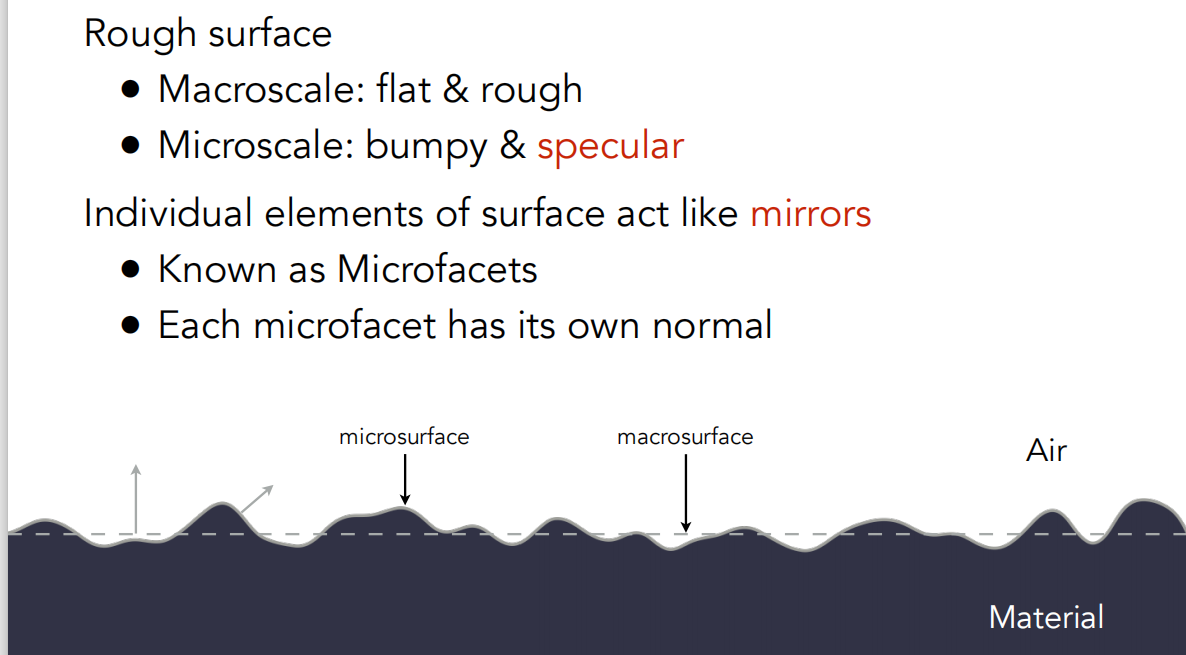 Rough surface
● Macroscale: flat & rough
● Microscale: bumpy & specular
Individual elements of surface act like mirrors
● Known as Microfacets
● Each microfacet has its own normal
microsurface
macrosurface
Air
Material